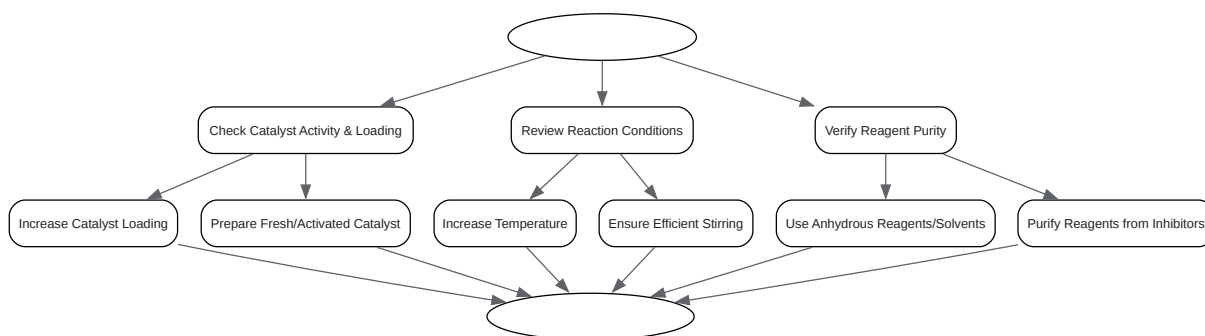 Check Catalyst Activity & Loading
Review Reaction Conditions
Verify Reagent Purity
Increase Catalyst Loading
Prepare Fresh/Activated Catalyst
Increase Temperature
Ensure Efficient Stirring
Use Anhydrous Reagents/Solvents
Purify Reagents from Inhibitors